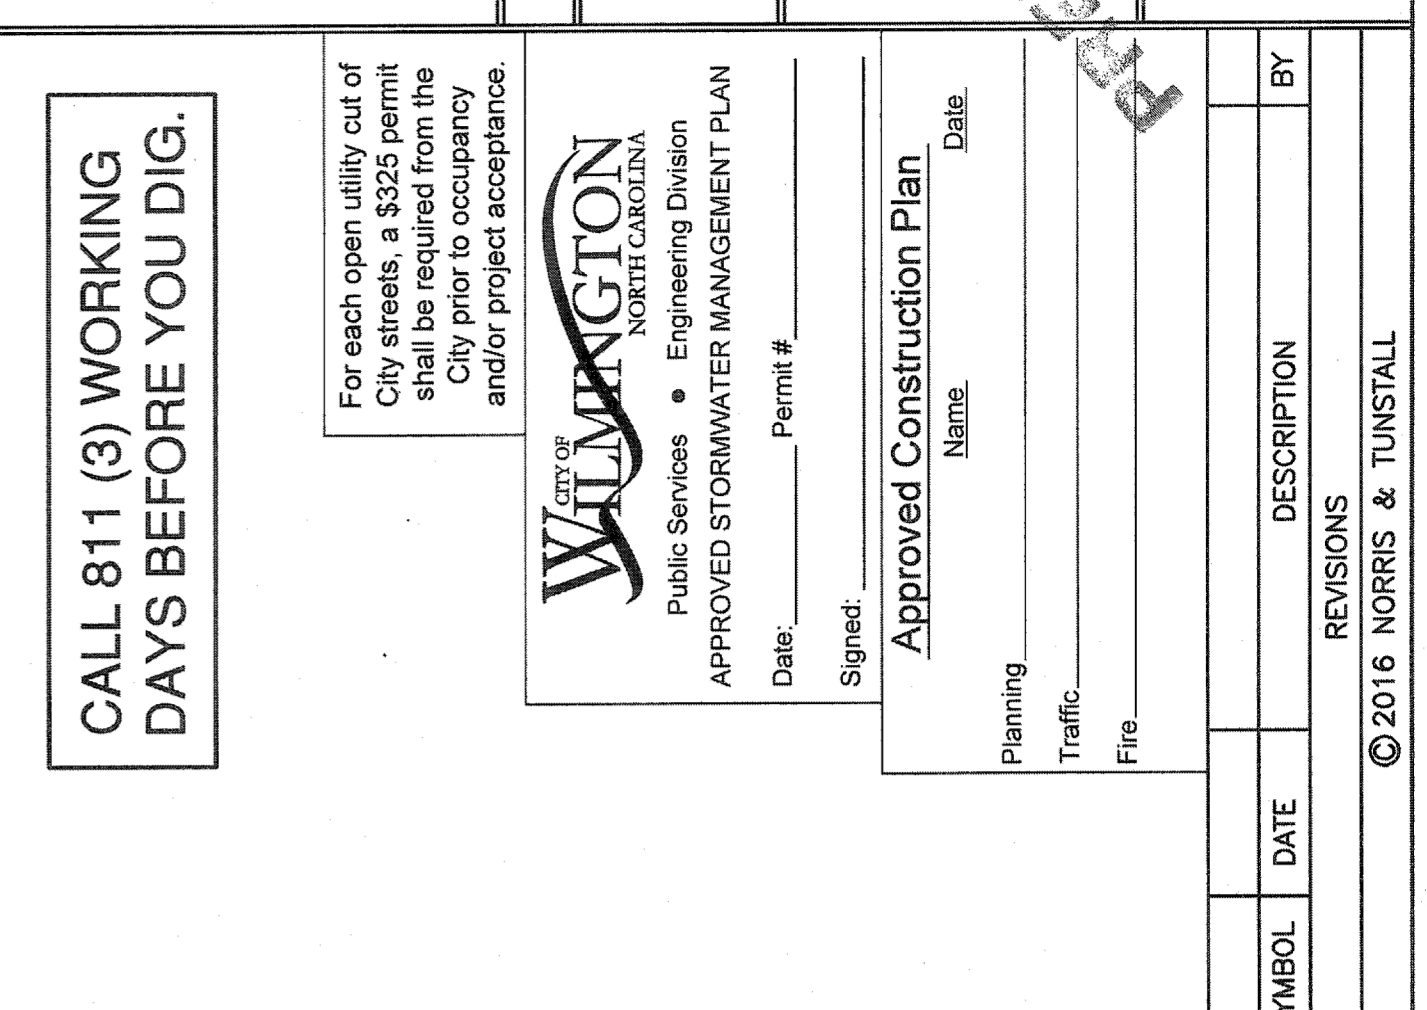 CALL 811 (3) WORKING
DAYS BEFORE YOU DIG.
For each open utility cut of
City streets, a $325 permit
shall be required from the
City prior to occupancy
and/or project acceptance.
CITY OF
WILMINGTON
NORTH CAROLINA
Public Services • Engineering Division
APPROVED STORMWATER MANAGEMENT PLAN
Date: Permit #
Signed:
Approved Construction Plan
Name Date
Planning
Traffic
Fire
YMBOL DATE DESCRIPTION BY
REVISIONS
© 2016 NORRIS & TUNSTALL